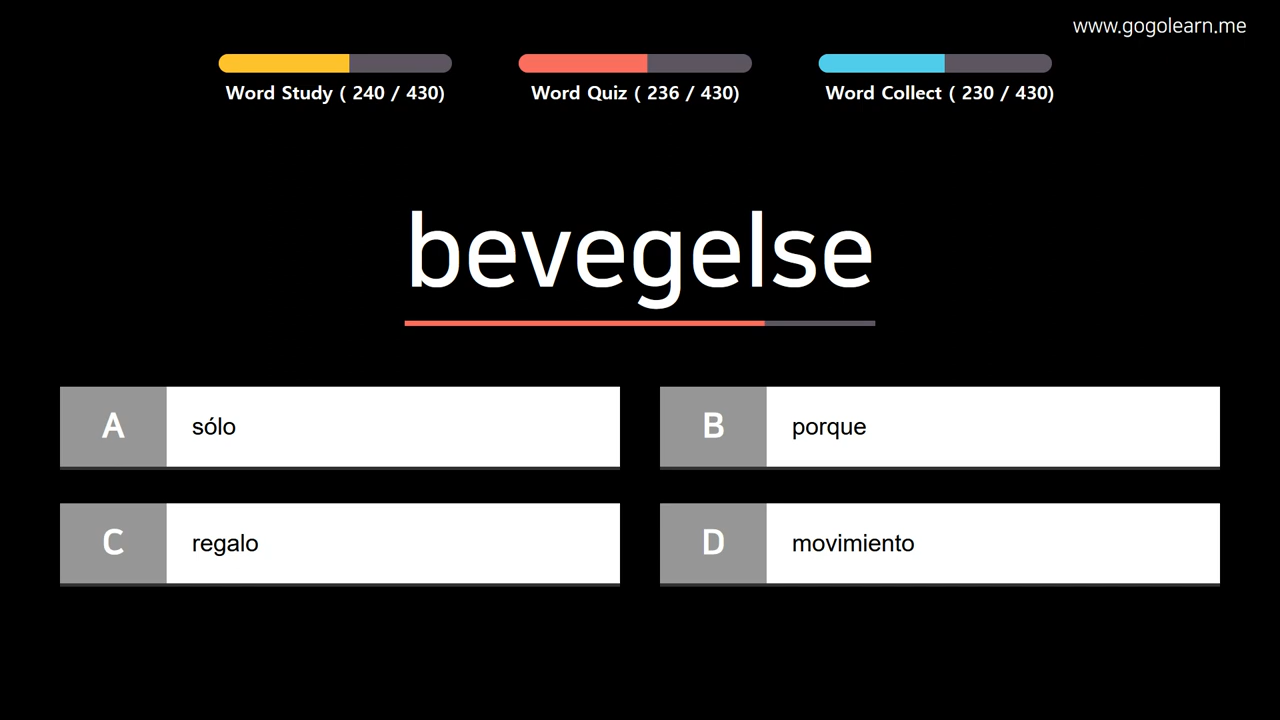 www.gogolearn.me
Word Study ( 240 / 430)
Word Quiz ( 236 / 430)
Word Collect ( 230 / 430)
bevegelse
A sólo
B porque
C regalo
D movimiento